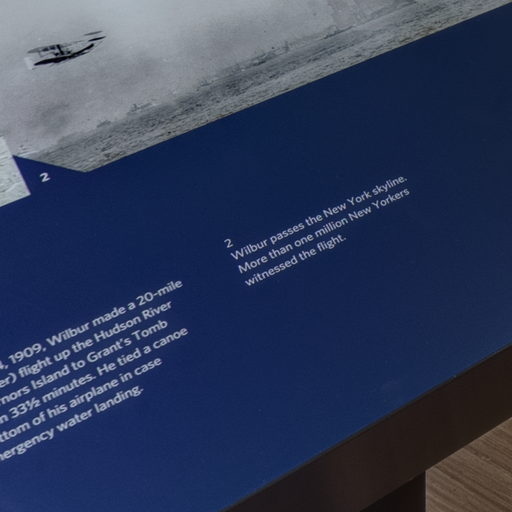 2
2
Wilbur passes the New York skyline.
More than one million New Yorkers
witnessed the flight.
, 1909, Wilbur made a 20-mile
er) flight up the Hudson River
nors Island to Grant's Tomb
n 33½ minutes. He tied a canoe
ttom of his airplane in case
nergency water landing.